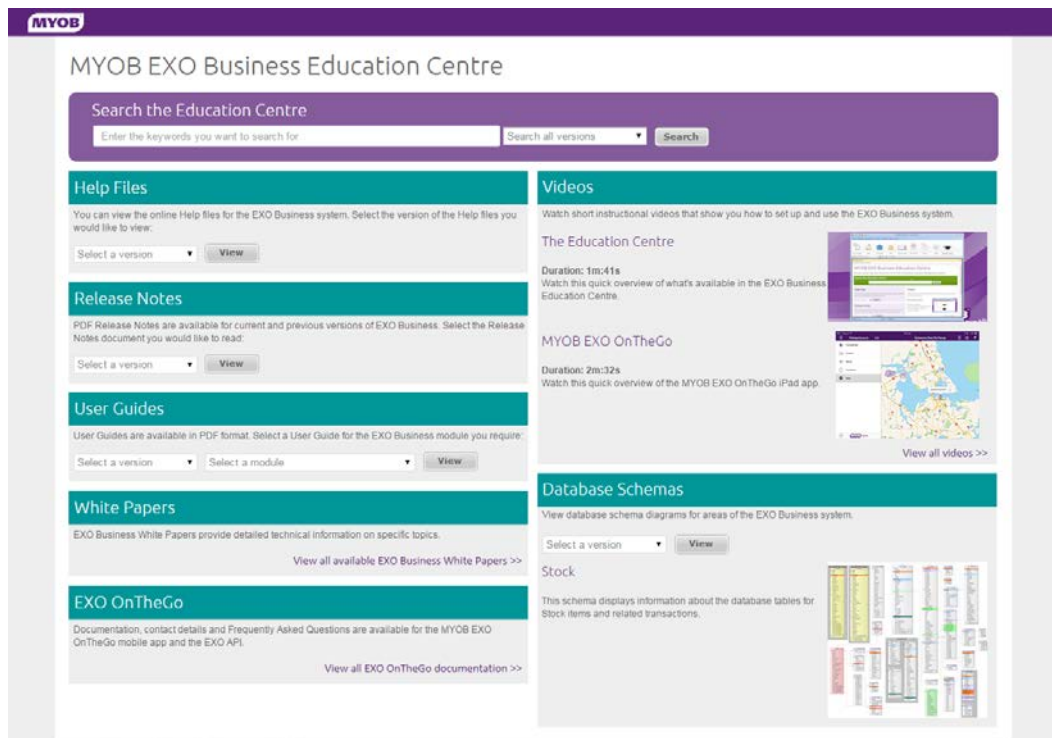 MYOB
MYOB EXO Business Education Centre
Search the Education Centre
Enter the keywords you want to search for
Search all versions
Search
Help Files
You can view the online Help files for the EXO Business system. Select the version of the Help files you
would like to view:
Select a version
View
Release Notes
PDF Release Notes are available for current and previous versions of EXO Business. Select the Release
Notes document you would like to read:
Select a version
View
User Guides
User Guides are available in PDF format. Select a User Guide for the EXO Business module you require:
Select a version
Select a module
View
White Papers
EXO Business White Papers provide detailed technical information on specific topics.
View all available EXO Business White Papers >>
EXO OnTheGo
Documentation, contact details and Frequently Asked Questions are available for the MYOB EXO
OnTheGo mobile app and the EXO API.
View all EXO OnTheGo documentation >>
Videos
Watch short instructional videos that show you how to set up and use the EXO Business system.
The Education Centre
Duration: 1m:41s
Watch this quick overview of what's available in the EXO Business
Education Centre.
MYOB EXO OnTheGo
Duration: 2m:32s
Watch this quick overview of the MYOB EXO OnTheGo iPad app.
View all videos >>
Database Schemas
View database schema diagrams for areas of the EXO Business system.
Select a version
View
Stock
This schema displays information about the database tables for
Stock items and related transactions.